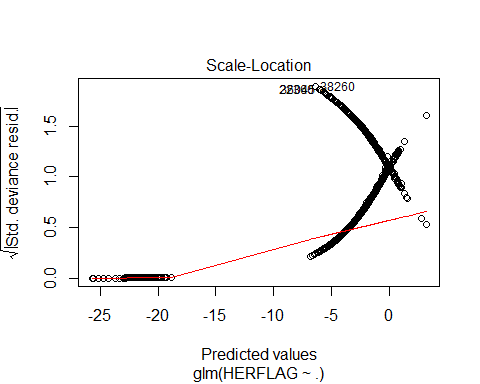 Scale-Location
38260
√|Std. deviance resid.|
0.0 0.5 1.0 1.5
-25 -20 -15 -10 -5 0
Predicted values
glm(HERFLAG ~ .)